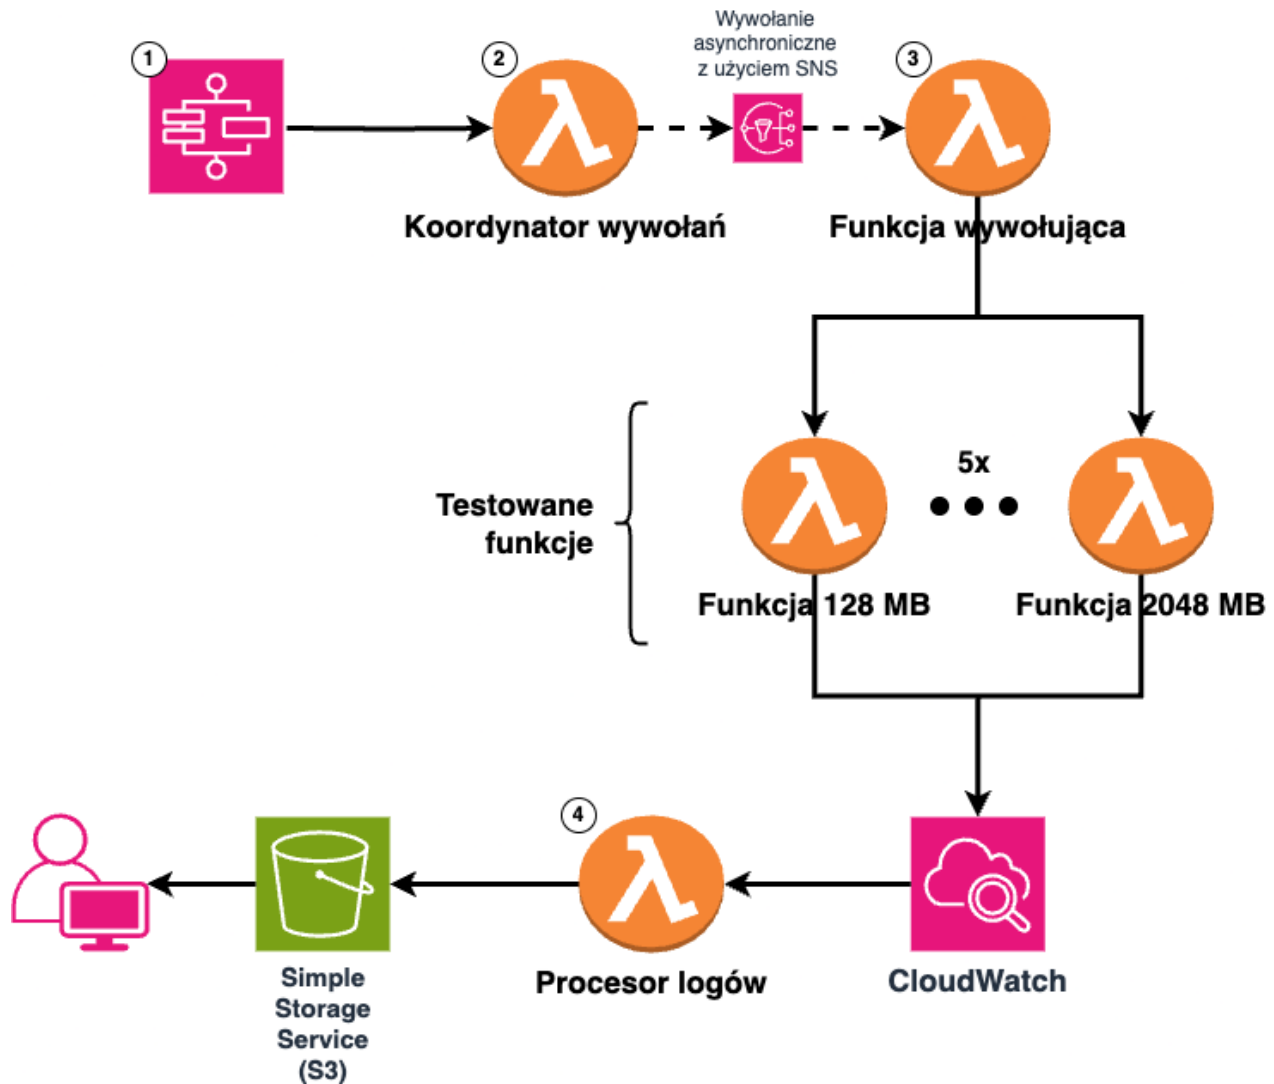 1
2
Wywołanie
asynchroniczne
z użyciem SNS
3
Koordynator wywołań
Funkcja wywołująca
Testowane
funkcje
5x
Funkcja 128 MB
Funkcja 2048 MB
4
Simple
Storage
Service
(S3)
Procesor logów
CloudWatch